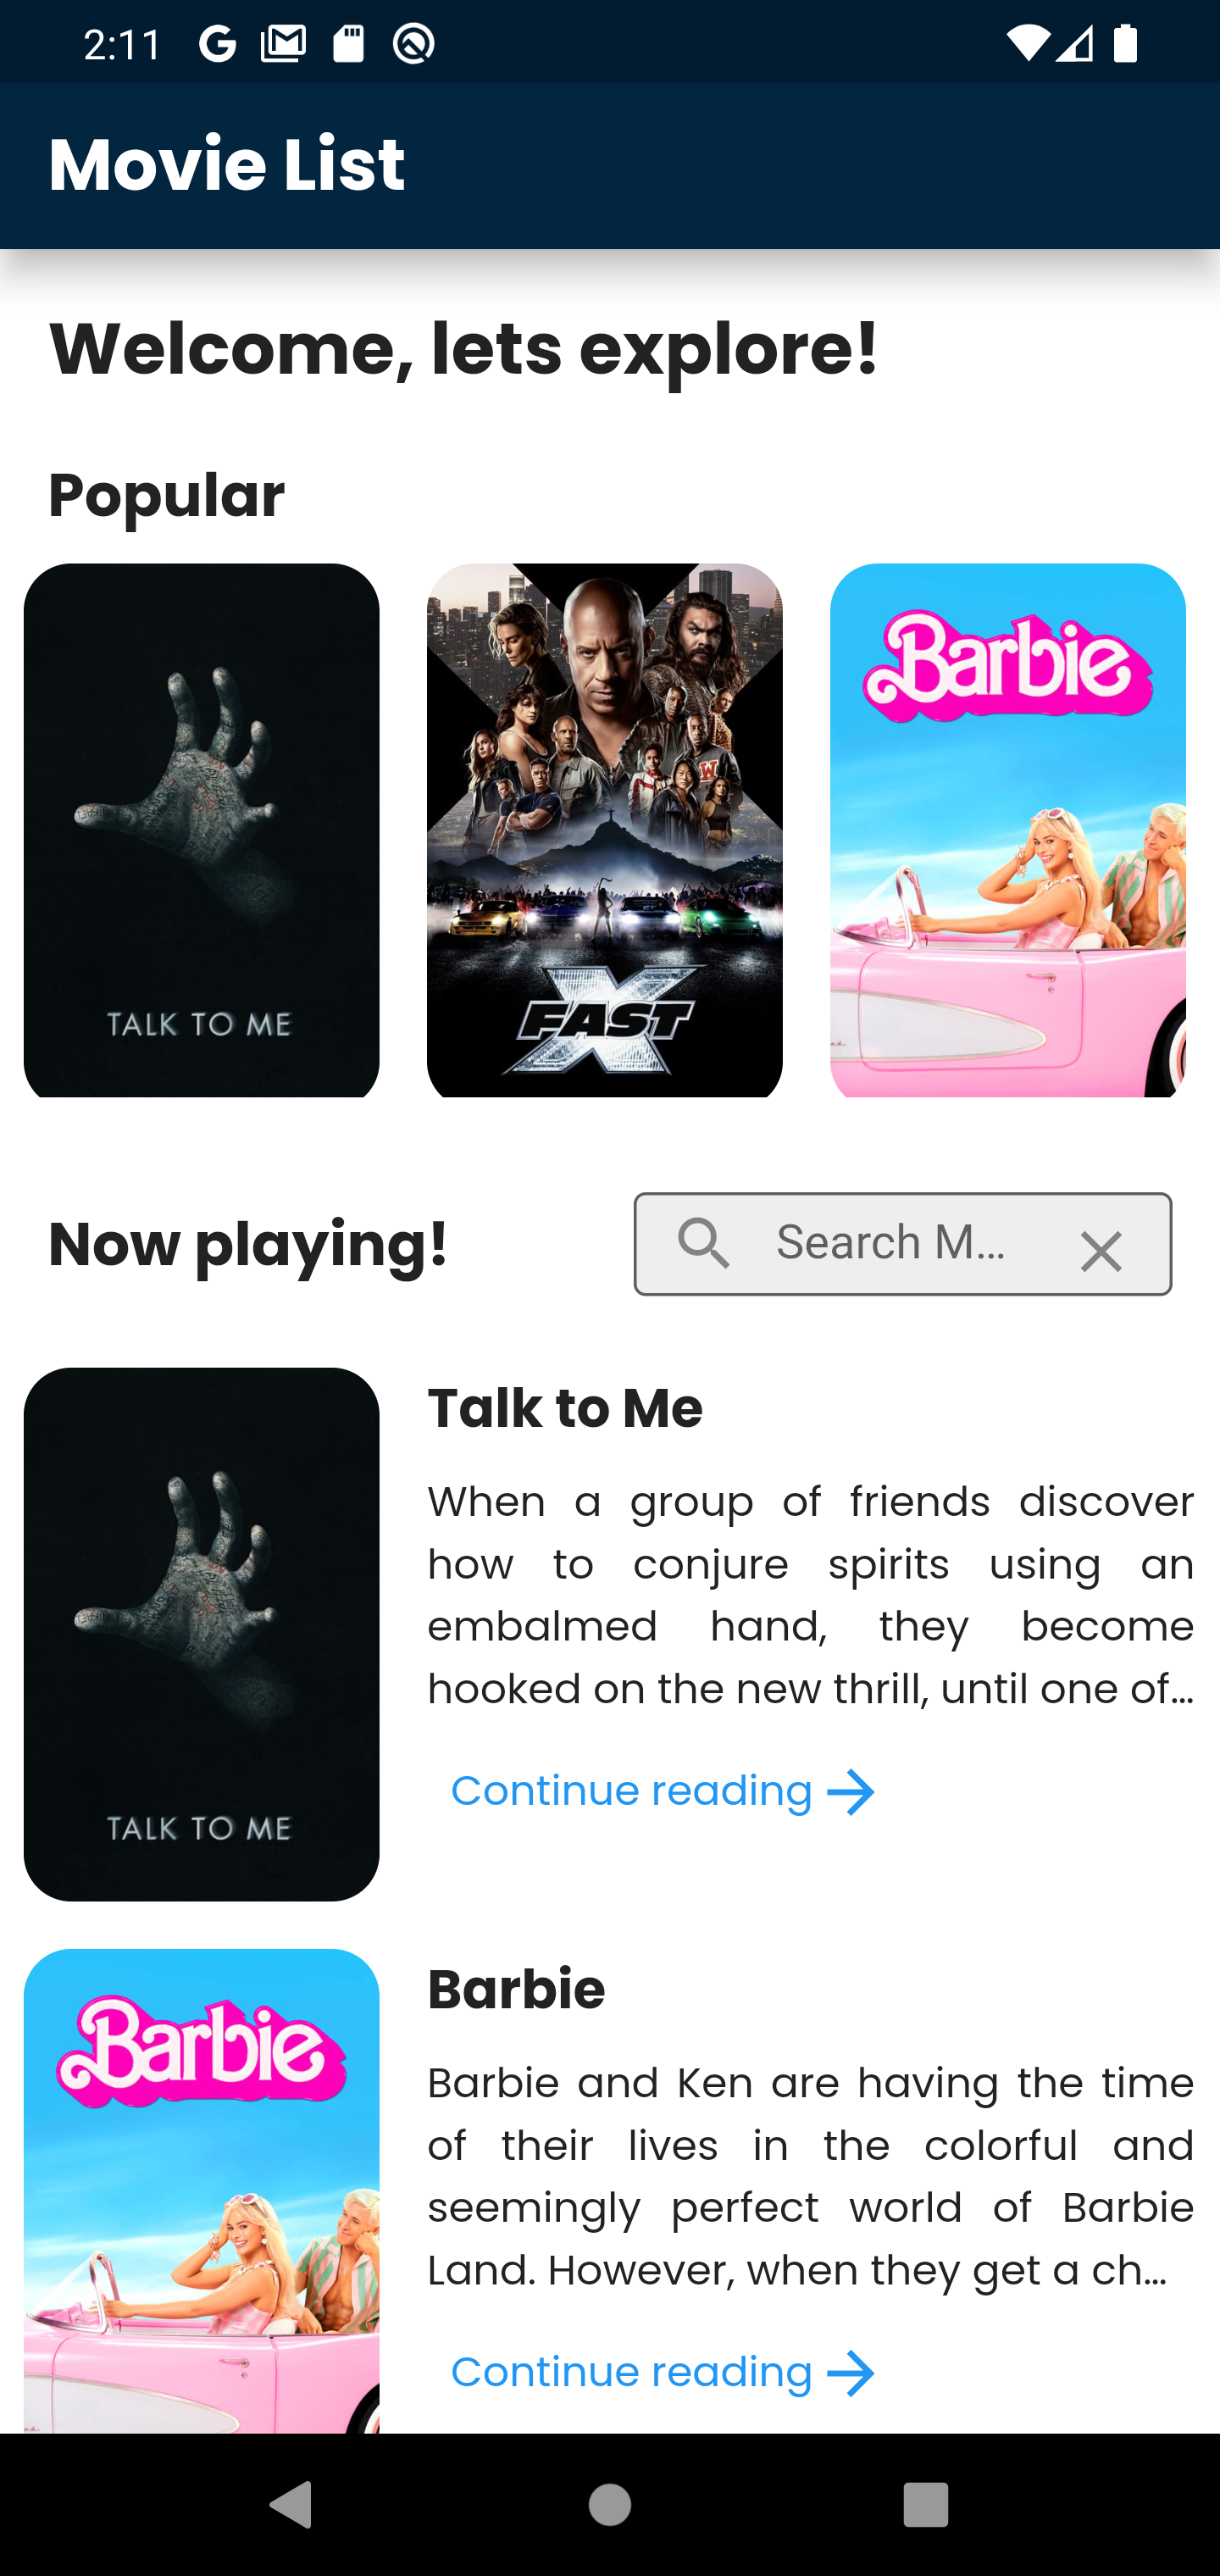 2:11
Movie List
Welcome, lets explore!
Popular
TALK TO ME
FAST X
Barbie
Now playing!
Search M...
Talk to Me
When a group of friends discover
how to conjure spirits using an
embalmed hand, they become
hooked on the new thrill, until one of...
Continue reading
TALK TO ME
Barbie
Barbie
Barbie and Ken are having the time
of their lives in the colorful and
seemingly perfect world of Barbie
Land. However, when they get a ch...
Continue reading